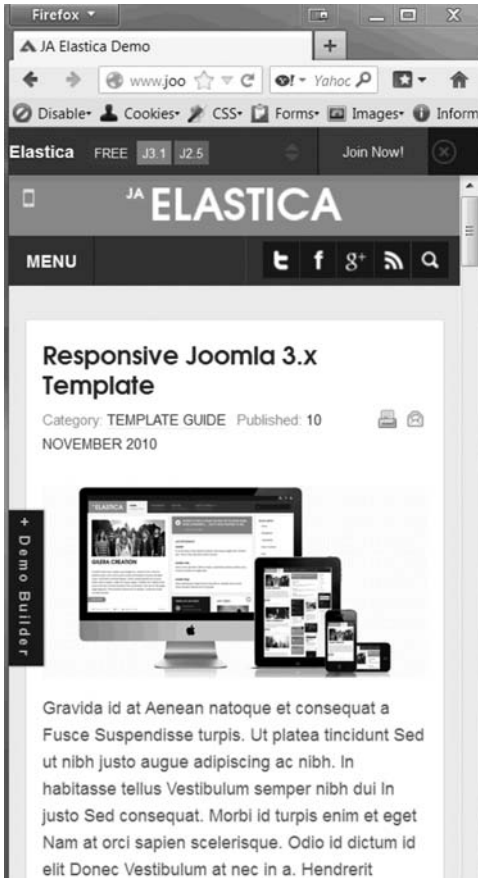 Firefox
JA Elastica Demo
www.joo
Yahoc
Disable Cookies CSS Forms Images Inform
Elastica FREE J3.1 J2.5 Join Now!
JA ELASTICA
MENU
Responsive Joomla 3.x
Template
Category: TEMPLATE GUIDE Published: 10
NOVEMBER 2010
ELASTICA
GILERA CREATION
+ Demo Builder
Gravida id at Aenean natoque et consequat a
Fusce Suspendisse turpis. Ut platea tincidunt Sed
ut nibh justo augue adipiscing ac nibh. In
habitasse tellus Vestibulum semper nibh dui In
justo Sed consequat. Morbi id turpis enim et eget
Nam at orci sapien scelerisque. Odio id dictum id
elit Donec Vestibulum at nec in a. Hendrerit